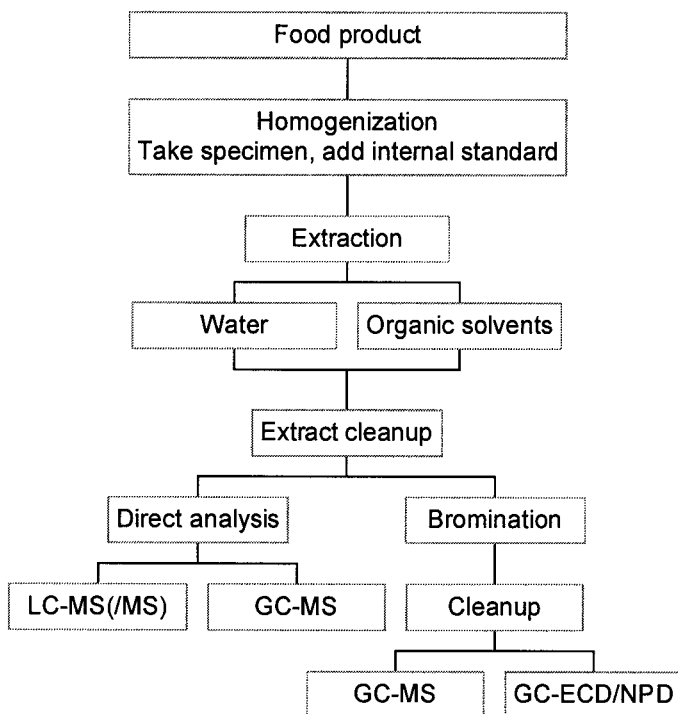 Food product
Homogenization
Take specimen, add internal standard
Extraction
Water
Organic solvents
Extract cleanup
Direct analysis
Bromination
LC-MS(/MS)
GC-MS
Cleanup
GC-MS
GC-ECD/NPD